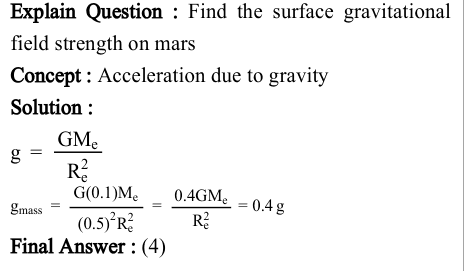 Explain Question : Find the surface gravitational
field strength on mars
Concept : Acceleration due to gravity
Solution :
g = GMₑ / Rₑ²
gmass = G(0.1)Mₑ / (0.5)²Rₑ² = 0.4GMₑ / Rₑ² = 0.4 g
Final Answer : (4)